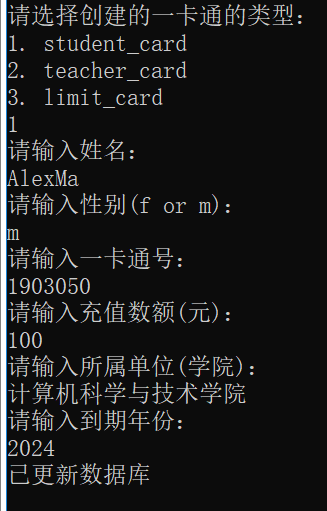 请选择创建的一卡通的类型：
1. student_card
2. teacher_card
3. limit_card
1
请输入姓名：
AlexMa
请输入性别(f or m)：
m
请输入一卡通号：
1903050
请输入充值数额(元)：
100
请输入所属单位(学院)：
计算机科学与技术学院
请输入到期年份：
2024
已更新数据库